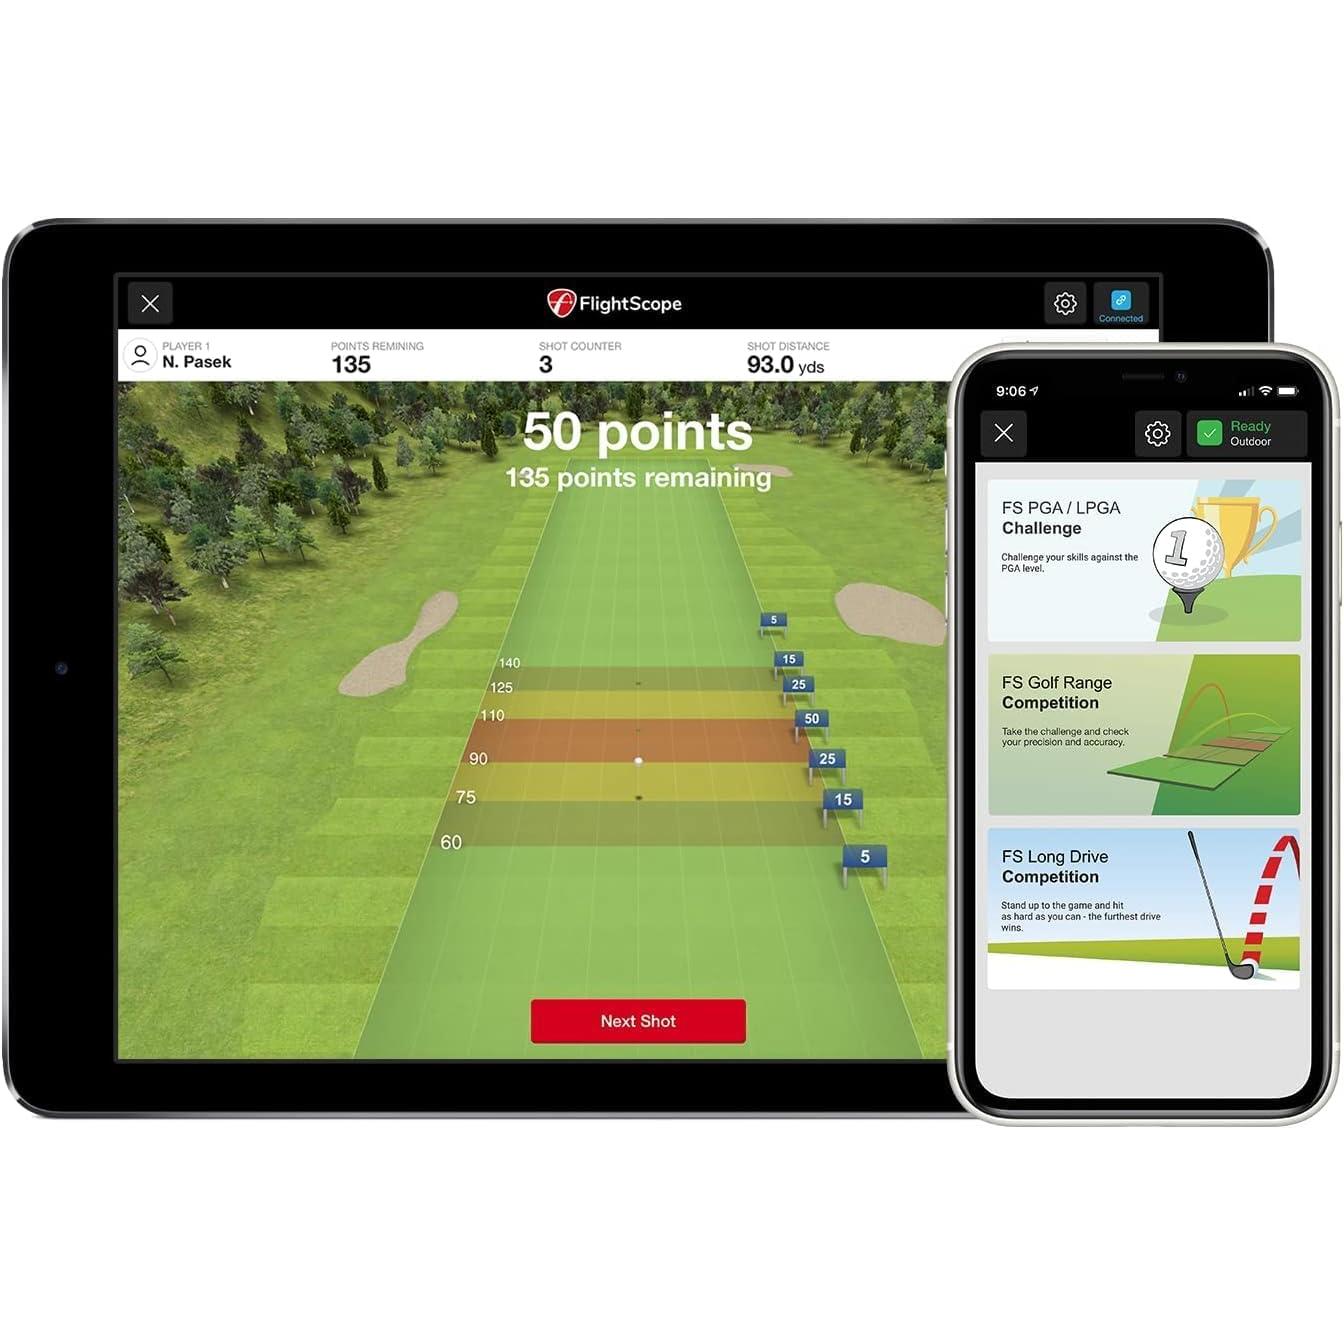 FlightScope
Connected
PLAYER 1
N. Pasek
POINTS REMINING
135
SHOT COUNTER
3
SHOT DISTANCE
93.0 yds
50 points
135 points remaining
5
15
25
50
25
15
5
140
125
110
90
75
60
Next Shot
9:06
Ready
Outdoor
FS PGA / LPGA
Challenge
Challenge your skills against the
PGA level.
1
FS Golf Range
Competition
Take the challenge and check
your precision and accuracy.
FS Long Drive
Competition
Stand up to the game and hit
as hard as you can - the furthest drive
wins.